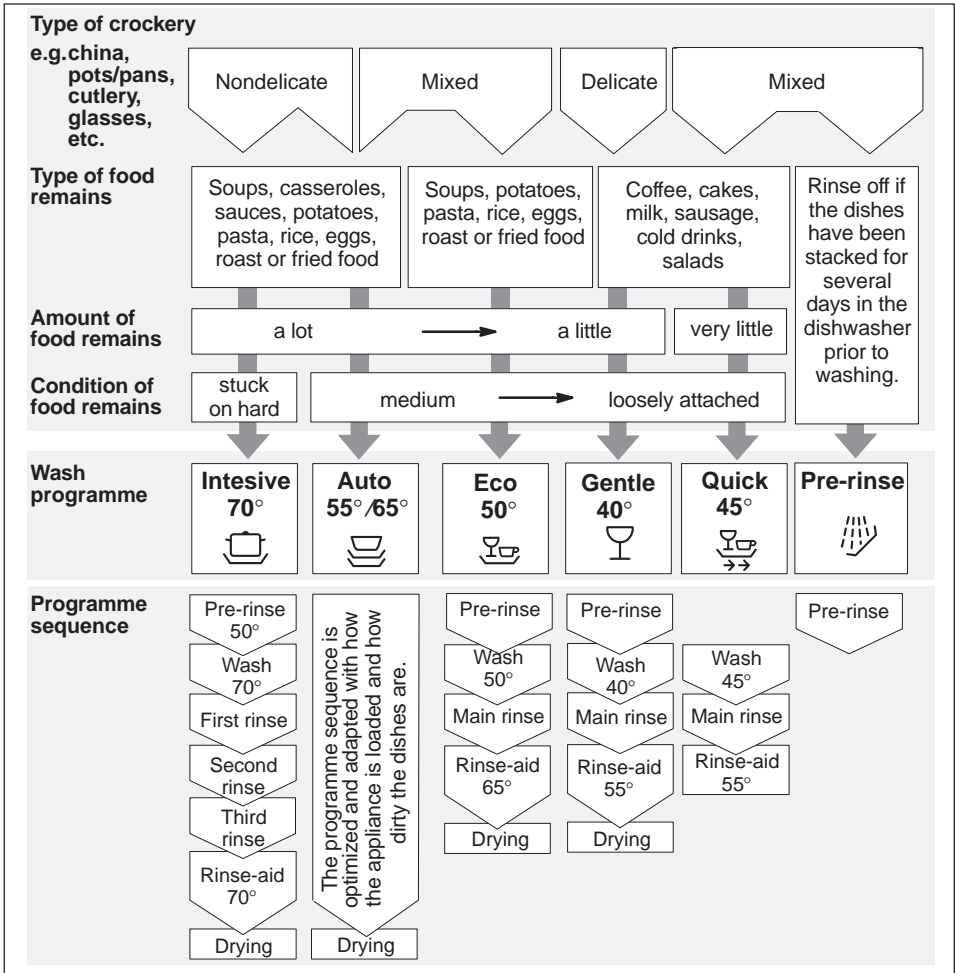 Type of crockery
e.g.china,
pots/pans,
cutlery,
glasses,
etc.
Nondelicate
Mixed
Delicate
Mixed
Type of food
remains
Soups, casseroles,
sauces, potatoes,
pasta, rice, eggs,
roast or fried food
Soups, potatoes,
pasta, rice, eggs,
roast or fried food
Coffee, cakes,
milk, sausage,
cold drinks,
salads
Rinse off if
the dishes
have been
stacked for
several
days in the
dishwasher
prior to
washing.
Amount of
food remains
a lot
a little
very little
Condition of
food remains
stuck
on hard
medium
loosely attached
Wash
programme
Intesive
70°
Auto
55°/65°
Eco
50°
Gentle
40°
Quick
45°
Pre-rinse
Programme
sequence
Pre-rinse
50°
Wash
70°
First rinse
Second
rinse
Third
rinse
Rinse-aid
70°
Drying
The programme sequence is
optimized and adapted with how
the appliance is loaded and how
dirty the dishes are.
Drying
Pre-rinse
Wash
50°
Main rinse
Rinse-aid
65°
Drying
Pre-rinse
Wash
40°
Main rinse
Rinse-aid
55°
Drying
Wash
45°
Main rinse
Rinse-aid
55°
Pre-rinse